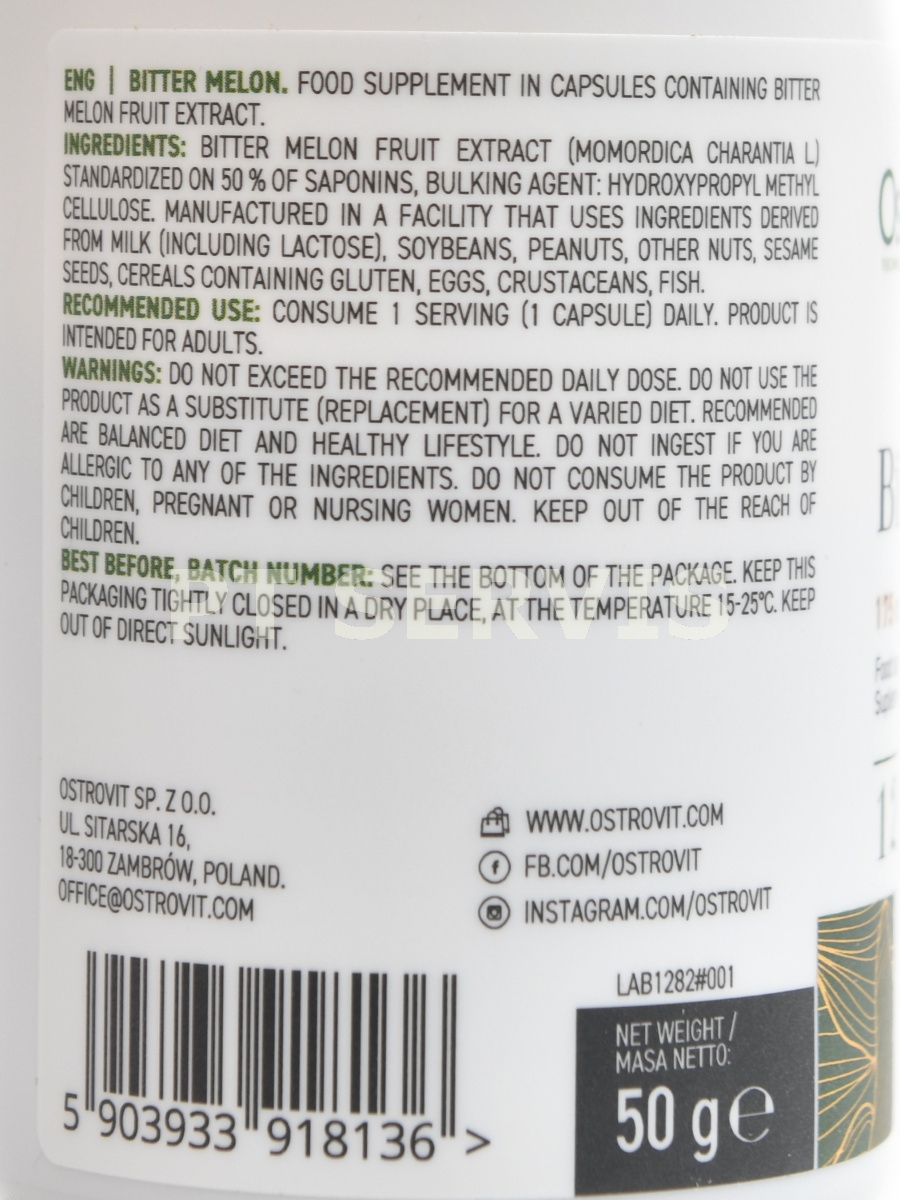 ENG | BITTER MELON. FOOD SUPPLEMENT IN CAPSULES CONTAINING BITTER
MELON FRUIT EXTRACT.
INGREDIENTS: BITTER MELON FRUIT EXTRACT (MOMORDICA CHARANTIA L)
STANDARDIZED ON 50 % OF SAPONINS, BULKING AGENT: HYDROXYPROPYL METHYL
CELLULOSE. MANUFACTURED IN A FACILITY THAT USES INGREDIENTS DERIVED
FROM MILK (INCLUDING LACTOSE), SOYBEANS, PEANUTS, OTHER NUTS, SESAME
SEEDS, CEREALS CONTAINING GLUTEN, EGGS, CRUSTACEANS, FISH.
RECOMMENDED USE: CONSUME 1 SERVING (1 CAPSULE) DAILY. PRODUCT IS
INTENDED FOR ADULTS.
WARNINGS: DO NOT EXCEED THE RECOMMENDED DAILY DOSE. DO NOT USE THE
PRODUCT AS A SUBSTITUTE (REPLACEMENT) FOR A VARIED DIET. RECOMMENDED
ARE BALANCED DIET AND HEALTHY LIFESTYLE. DO NOT INGEST IF YOU ARE
ALLERGIC TO ANY OF THE INGREDIENTS. DO NOT CONSUME THE PRODUCT BY
CHILDREN, PREGNANT OR NURSING WOMEN. KEEP OUT OF THE REACH OF
CHILDREN.
BEST BEFORE, BATCH NUMBER: SEE THE BOTTOM OF THE PACKAGE. KEEP THIS
PACKAGING TIGHTLY CLOSED IN A DRY PLACE, AT THE TEMPERATURE 15-25°C. KEEP
OUT OF DIRECT SUNLIGHT.
PT SERVIS
OSTROVIT SP. Z O.O.
UL. SITARSKA 16,
18-300 ZAMBRÓW, POLAND.
OFFICE@OSTROVIT.COM
WWW.OSTROVIT.COM
FB.COM/OSTROVIT
INSTAGRAM.COM/OSTROVIT
LAB1282#001
NET WEIGHT /
MASA NETTO:
50 g℮
5 903933 918136 >